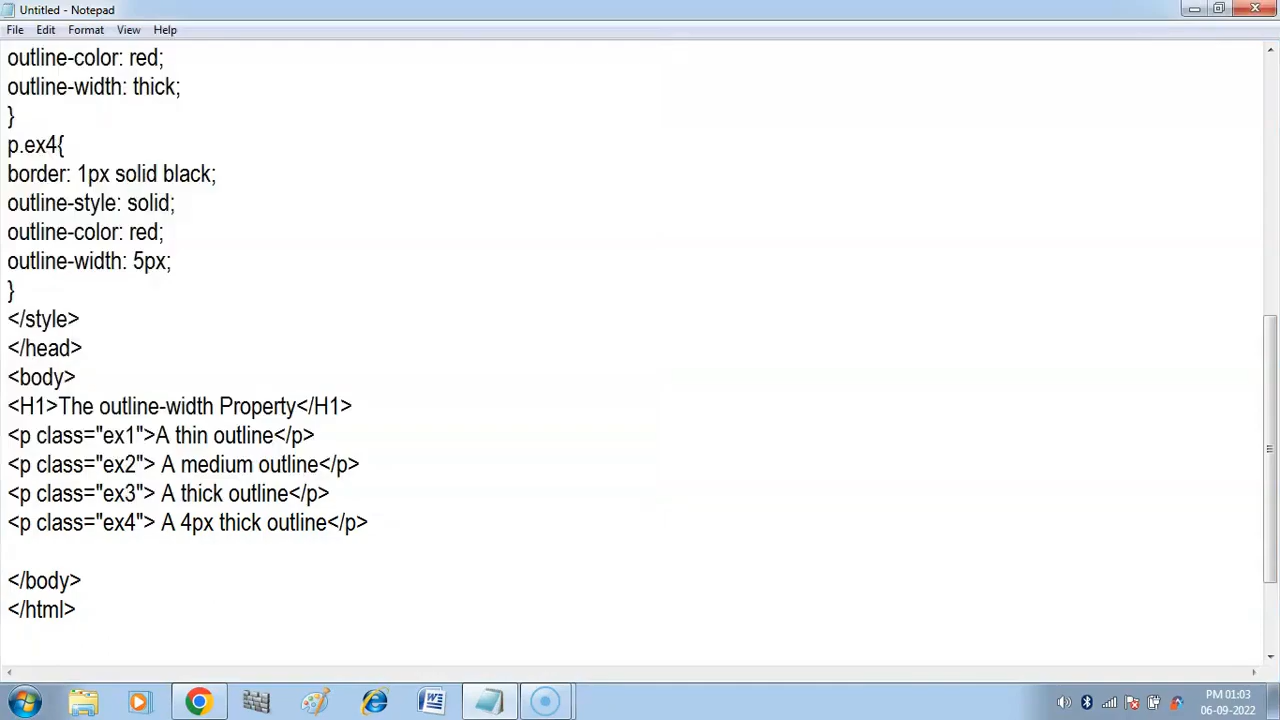 Untitled - Notepad
File Edit Format View Help
outline-color: red;
outline-width: thick;
}
p.ex4{
border: 1px solid black;
outline-style: solid;
outline-color: red;
outline-width: 5px;
}
</style>
</head>
<body>
<H1>The outline-width Property</H1>
<p class="ex1">A thin outline</p>
<p class="ex2"> A medium outline</p>
<p class="ex3"> A thick outline</p>
<p class="ex4"> A 4px thick outline</p>
</body>
</html>
PM 01:03
06-09-2022